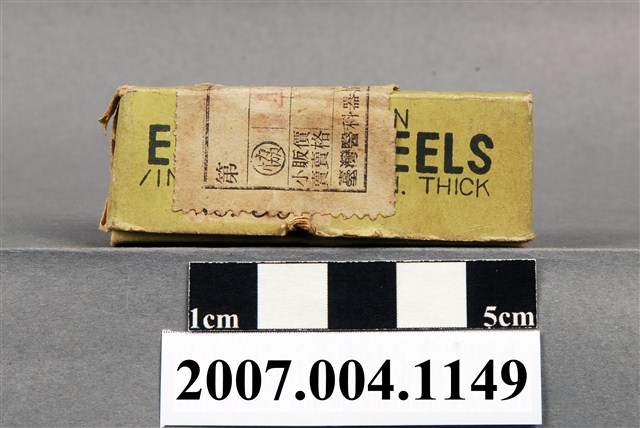 N
E EELS
/IN . THICK
第
協
小販價
賣賣格
臺灣醫科器
1cm 5cm
2007.004.1149